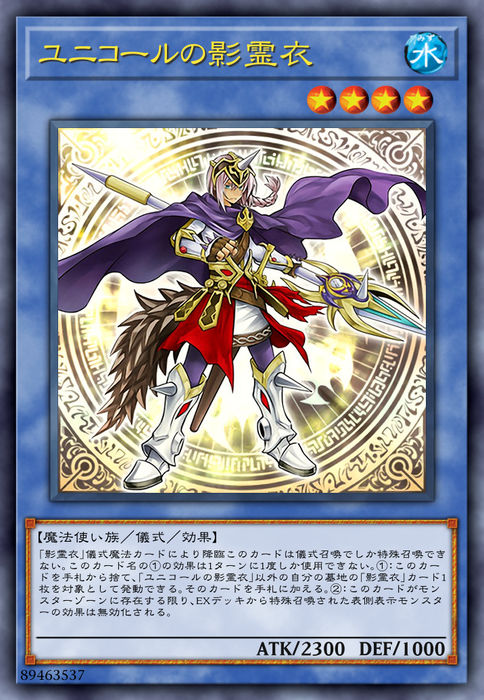 ユニコールの影霊衣
みず
水
【魔法使い族／儀式／効果】
「影霊衣」儀式魔法カードにより降臨このカードは儀式召喚でしか特殊召喚でき
ない。このカード名の①の効果は1ターンに1度しか使用できない。①：このカー
ドを手札から捨て、「ユニコールの影霊衣」以外の自分の墓地の「影霊衣」カード1
枚を対象として発動できる。そのカードを手札に加える。②：このカードがモン
スターゾーンに存在する限り、EXデッキから特殊召喚された表側表示モンスタ
ーの効果は無効化される。
ATK/2300 DEF/1000
89463537